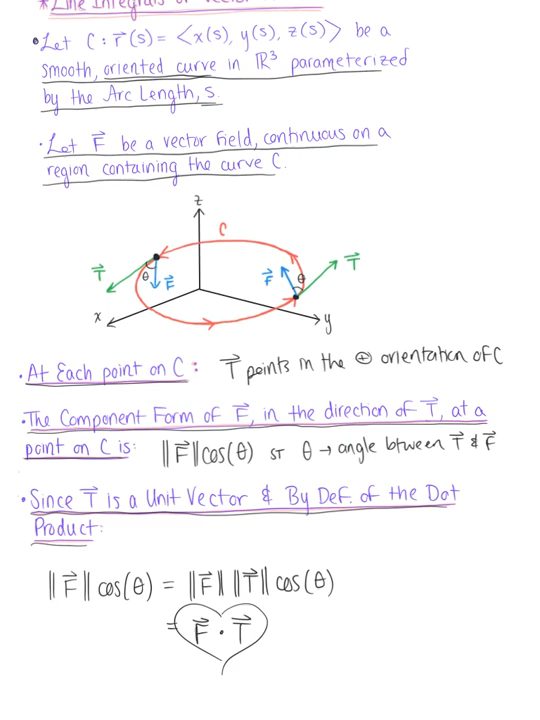 *Line Integrals of Vector
•Let C: r⃗(s) = ⟨x(s), y(s), z(s)⟩ be a
smooth, oriented curve in ℝ³ parameterized
by the Arc Length, s.
·Let F⃗ be a vector field, continuous on a
region containing the curve C.
z
C
T⃗
θ
F⃗
F⃗
θ
T⃗
x
y
·At Each point on C: T⃗ points in the ⊕ orientation of C
·The Component Form of F⃗, in the direction of T⃗, at a
point on C is: ‖F⃗‖cos(θ) ST θ → angle btween T⃗ & F⃗
·Since T⃗ is a Unit Vector & By Def. of the Dot
Product:
‖F⃗‖ cos(θ) = ‖F⃗‖ ‖T⃗‖ cos(θ)
= F⃗ · T⃗